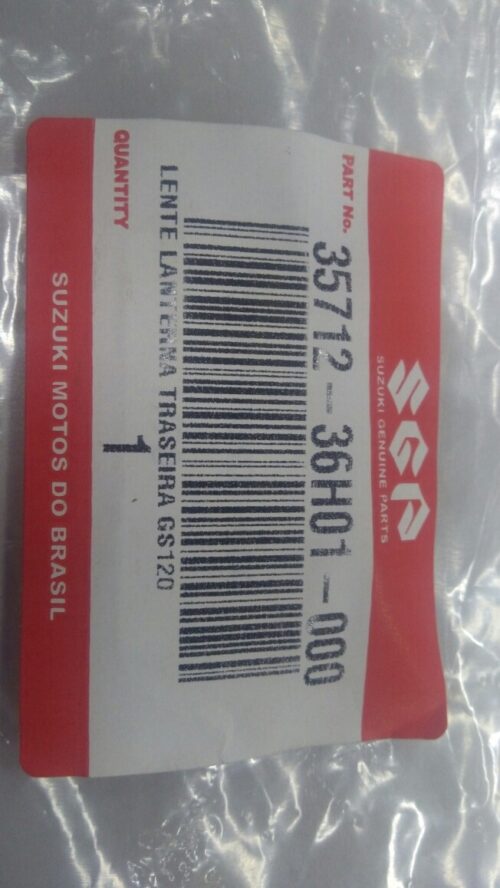 SGP
SUZUKI GENUINE PARTS
PART No.
35712-36H01-000
LENTE LANTERNA TRASEIRA GS120
QUANTITY
1
SUZUKI MOTOS DO BRASIL